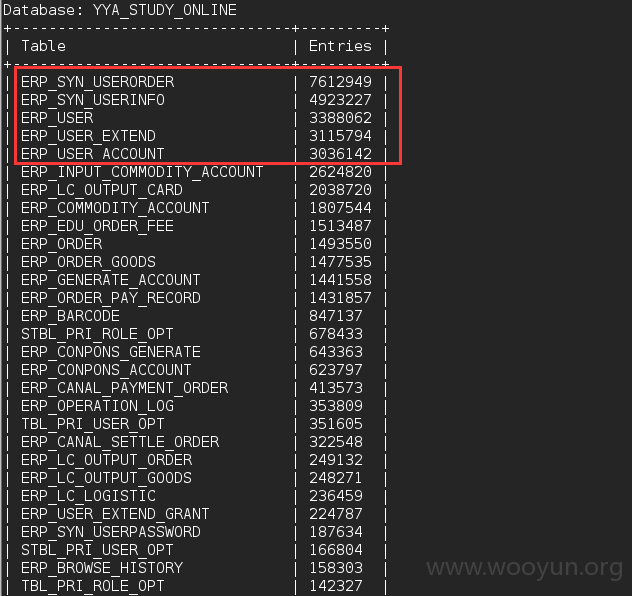 Database: YYA_STUDY_ONLINE
+------------------------------+---------+
| Table | Entries |
+------------------------------+---------+
| ERP_SYN_USERORDER | 7612949 |
| ERP_SYN_USERINFO | 4923227 |
| ERP_USER | 3388062 |
| ERP_USER_EXTEND | 3115794 |
| ERP_USER_ACCOUNT | 3036142 |
| ERP_INPUT_COMMODITY_ACCOUNT | 2624820 |
| ERP_LC_OUTPUT_CARD | 2038720 |
| ERP_COMMODITY_ACCOUNT | 1807544 |
| ERP_EDU_ORDER_FEE | 1513487 |
| ERP_ORDER | 1493550 |
| ERP_ORDER_GOODS | 1477535 |
| ERP_GENERATE_ACCOUNT | 1441558 |
| ERP_ORDER_PAY_RECORD | 1431857 |
| ERP_BARCODE | 847137 |
| STBL_PRI_ROLE_OPT | 678433 |
| ERP_CONPONS_GENERATE | 643363 |
| ERP_CONPONS_ACCOUNT | 623797 |
| ERP_CANAL_PAYMENT_ORDER | 413573 |
| ERP_OPERATION_LOG | 353809 |
| TBL_PRI_USER_OPT | 351605 |
| ERP_CANAL_SETTLE_ORDER | 322548 |
| ERP_LC_OUTPUT_ORDER | 249132 |
| ERP_LC_OUTPUT_GOODS | 248271 |
| ERP_LC_LOGISTIC | 236459 |
| ERP_USER_EXTEND_GRANT | 224787 |
| ERP_SYN_USERPASSWORD | 187634 |
| STBL_PRI_USER_OPT | 166804 |
| ERP_BROWSE_HISTORY | 158303 |
| TBL_PRI_ROLE_OPT | 142327 |
www.wooyun.org